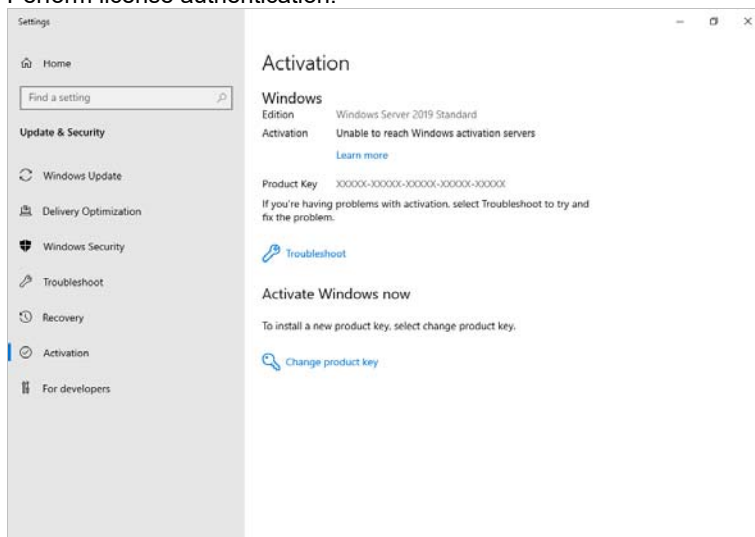 Perform license authentication.
Settings
Home
Find a setting
Update & Security
Windows Update
Delivery Optimization
Windows Security
Troubleshoot
Recovery
Activation
For developers
Activation
Windows
Edition Windows Server 2019 Standard
Activation Unable to reach Windows activation servers
Learn more
Product Key XXXXX-XXXXX-XXXXX-XXXXX-XXXXX
If you're having problems with activation, select Troubleshoot to try and
fix the problem.
Troubleshoot
Activate Windows now
To install a new product key, select change product key.
Change product key